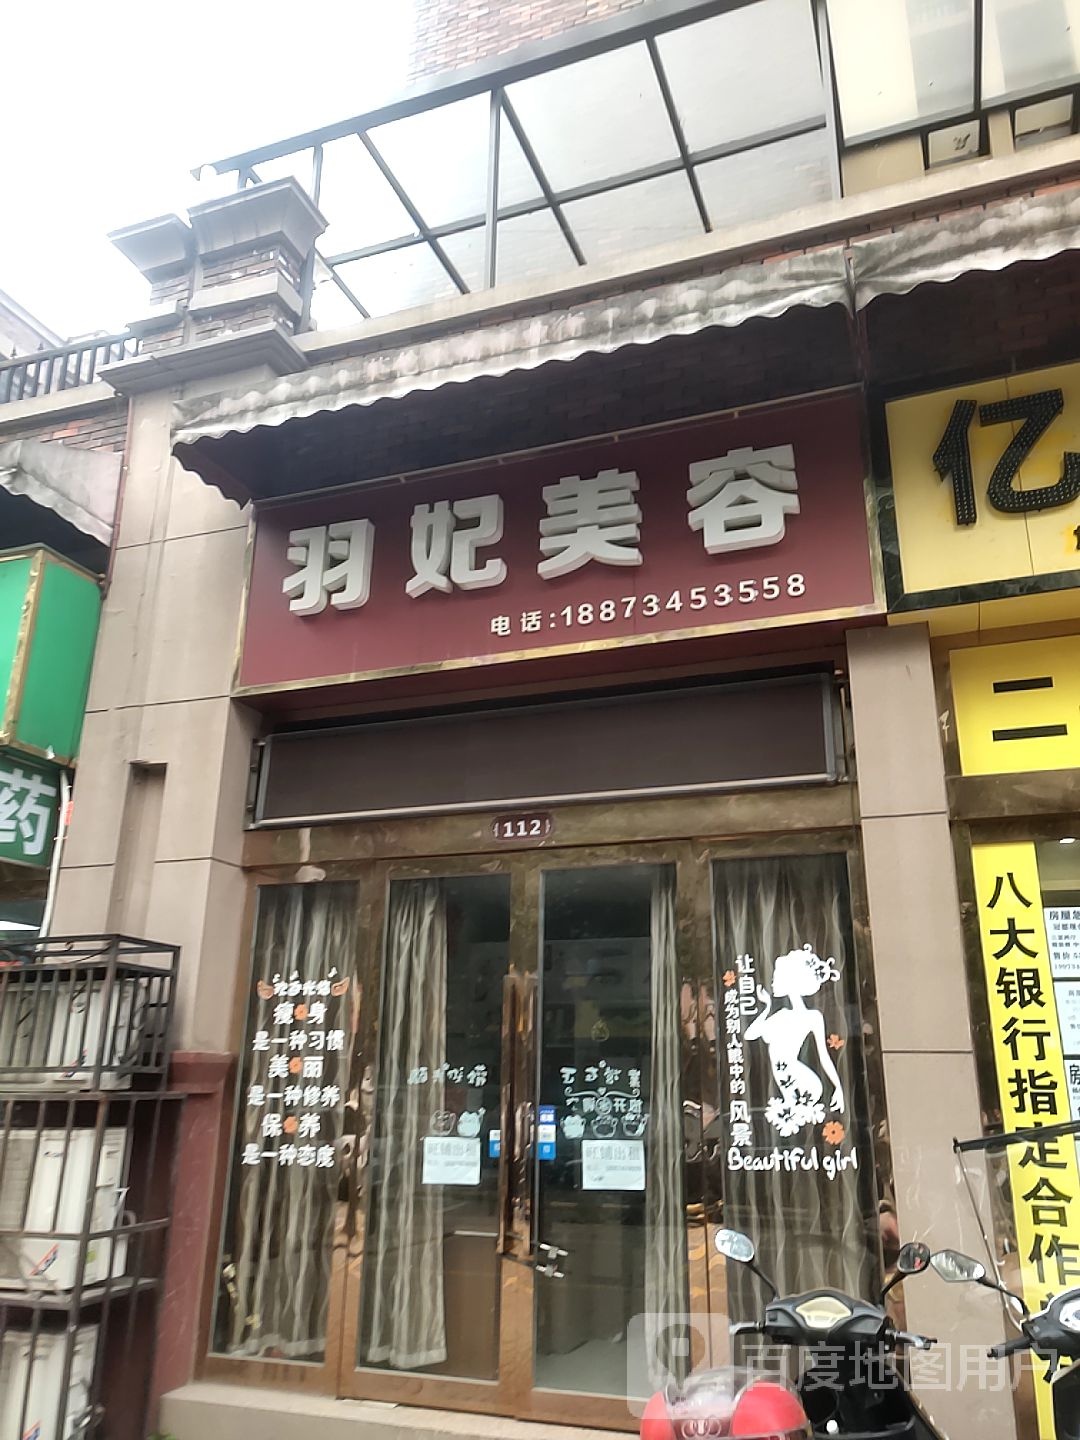 羽妃美容
电话:18873453558
亿
二
药
112
瘦身
是一种习惯
美丽
是一种修养
保养
是一种态度
让自己
成为别人眼中的
风景
Beautiful girl
旺铺出租
旺铺出租
八大银行指定合作
百度地图用户